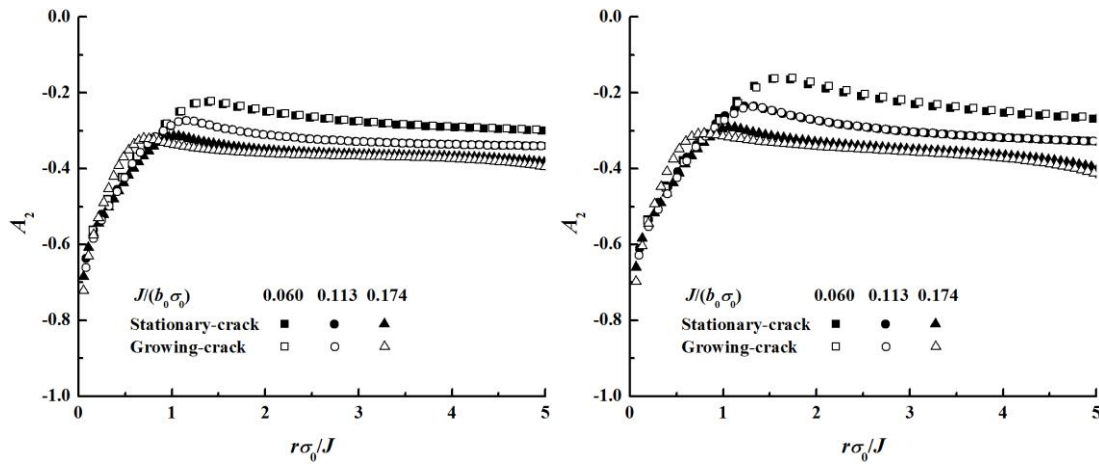 0.0
-0.2
-0.4
-0.6
-0.8
-1.0
A₂
J/(b₀σ₀) 0.060 0.113 0.174
Stationary-crack
Growing-crack
0 1 2 3 4 5
rσ₀/J
0.0
-0.2
-0.4
-0.6
-0.8
-1.0
A₂
J/(b₀σ₀) 0.060 0.113 0.174
Stationary-crack
Growing-crack
0 1 2 3 4 5
rσ₀/J